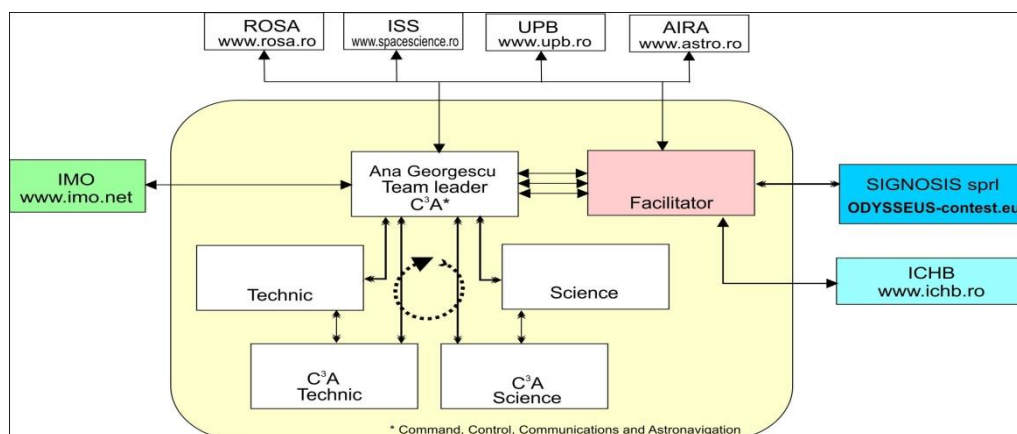 ROSA
www.rosa.ro
ISS
www.spacescience.ro
UPB
www.upb.ro
AIRA
www.astro.ro
IMO
www.imo.net
Ana Georgescu
Team leader
C³A*
Facilitator
SIGNOSIS sprl
ODYSSEUS-contest.eu
ICHB
www.ichb.ro
Technic
Science
C³A
Technic
C³A
Science
* Command, Control, Communications and Astronavigation